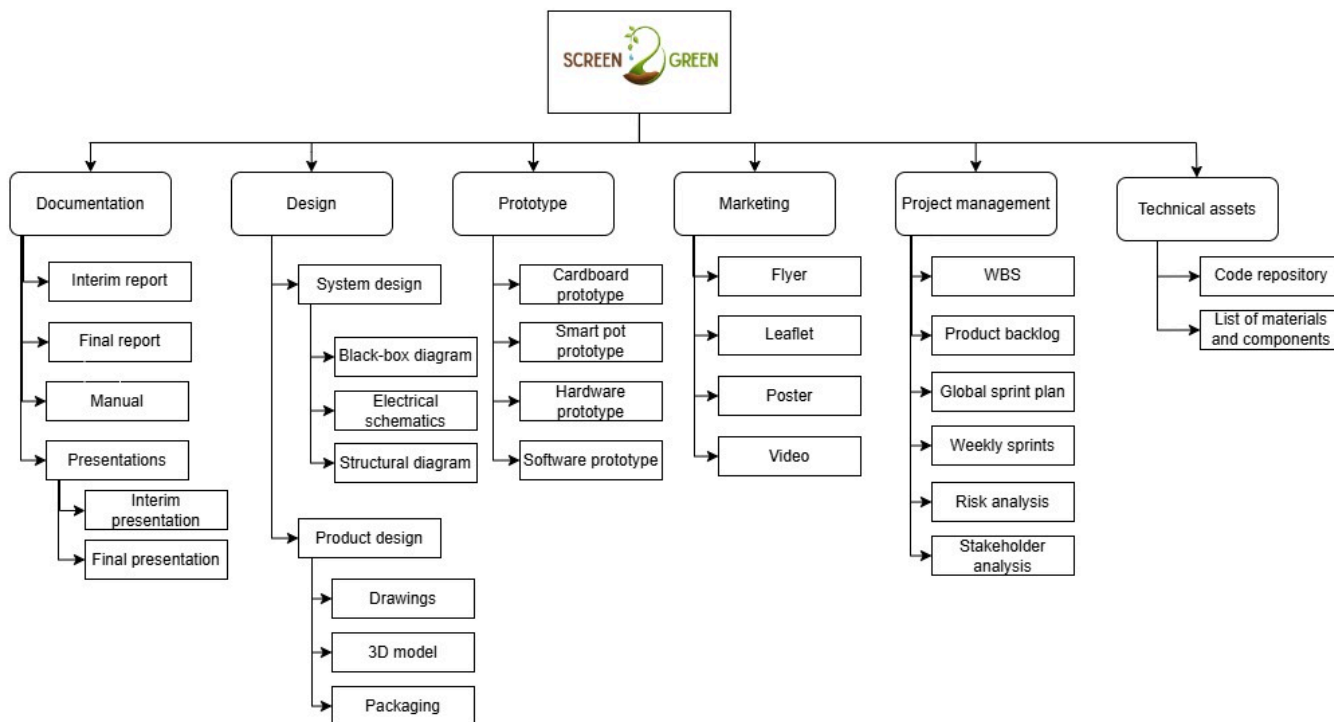 SCREEN 2 GREEN
Documentation
Design
Prototype
Marketing
Project management
Technical assets
Interim report
Final report
Manual
Presentations
Interim
presentation
Final presentation
System design
Black-box diagram
Electrical
schematics
Structural diagram
Product design
Drawings
3D model
Packaging
Cardboard
prototype
Smart pot
prototype
Hardware
prototype
Software prototype
Flyer
Leaflet
Poster
Video
WBS
Product backlog
Global sprint plan
Weekly sprints
Risk analysis
Stakeholder
analysis
Code repository
List of materials
and components